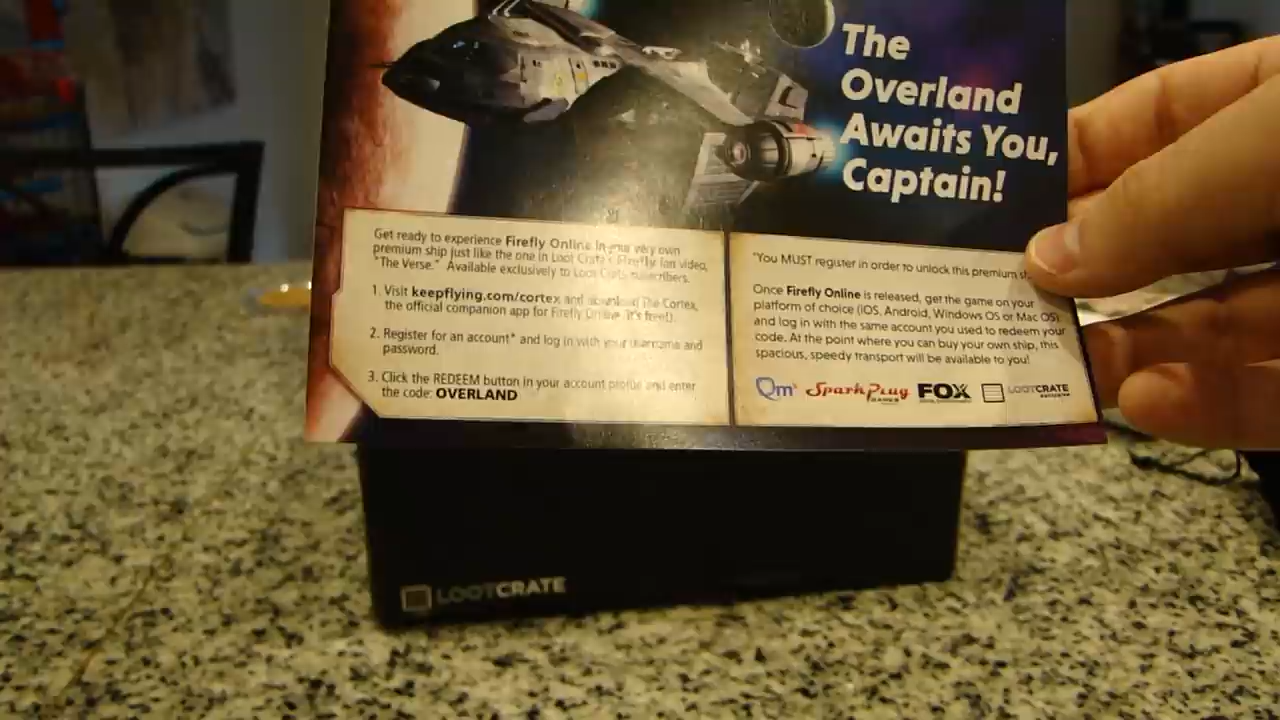 The
Overland
Awaits You,
Captain!
Get ready to experience Firefly Online in your very own
premium ship just like the one in Loot Crate's Firefly fan video,
"The Verse." Available exclusively to Loot Crate subscribers.
1. Visit keepflying.com/cortex and download The Cortex,
the official companion app for Firefly Online (it's free!).
2. Register for an account* and log in with your username and
password.
3. Click the REDEEM button in your account profile and enter
the code: OVERLAND
*You MUST register in order to unlock this premium
Once Firefly Online is released, get the game on your
platform of choice (iOS, Android, Windows OS or Mac OS)
and log in with the same account you used to redeem your
code. At the point where you can buy your own ship, this
spacious, speedy transport will be available to you!
Qm SparkPlug GAMES FOX LOOTCRATE
LOOTCRATE